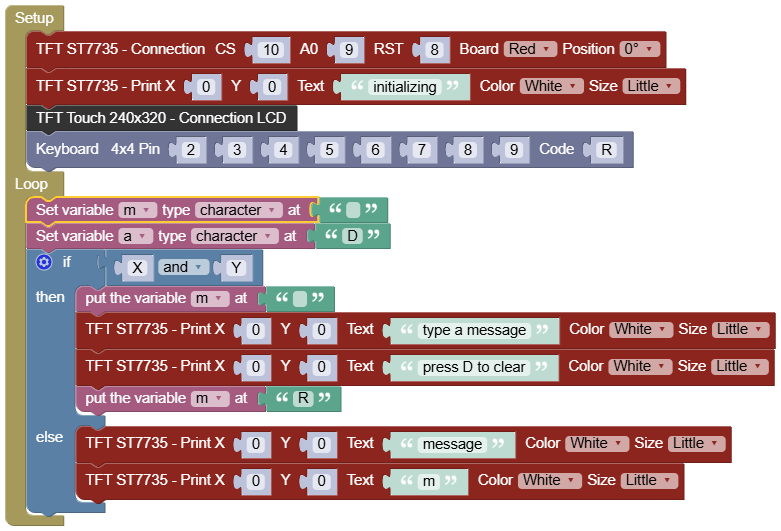 Setup
TFT ST7735 - Connection CS 10 A0 9 RST 8 Board Red Position 0°
TFT ST7735 - Print X 0 Y 0 Text “ initializing ” Color White Size Little
TFT Touch 240x320 - Connection LCD
Keyboard 4x4 Pin 2 3 4 5 6 7 8 9 Code R
Loop
Set variable m type character at “ ”
Set variable a type character at “ D ”
if X and Y
then put the variable m at “ ”
TFT ST7735 - Print X 0 Y 0 Text “ type a message ” Color White Size Little
TFT ST7735 - Print X 0 Y 0 Text “ press D to clear ” Color White Size Little
put the variable m at “ R ”
else TFT ST7735 - Print X 0 Y 0 Text “ message ” Color White Size Little
TFT ST7735 - Print X 0 Y 0 Text “ m ” Color White Size Little